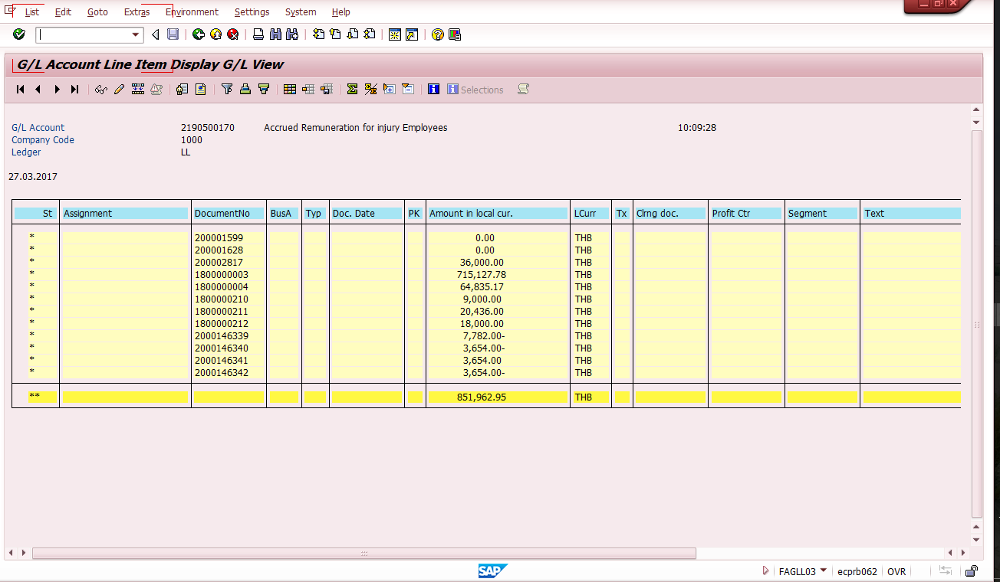 List Edit Goto Extras Environment Settings System Help
G/L Account Line Item Display G/L View
Selections
G/L Account 2190500170 Accrued Remuneration for injury Employees 10:09:28
Company Code 1000
Ledger LL
27.03.2017
St Assignment DocumentNo BusA Typ Doc. Date PK Amount in local cur. LCurr Tx Clrng doc. Profit Ctr Segment Text
* 200001599 0.00 THB
* 200001628 0.00 THB
* 200002817 36,000.00 THB
* 1800000003 715,127.78 THB
* 1800000004 64,835.17 THB
* 1800000210 9,000.00 THB
* 1800000211 20,436.00 THB
* 1800000212 18,000.00 THB
* 2000146339 7,782.00- THB
* 2000146340 3,654.00- THB
* 2000146341 3,654.00 THB
* 2000146342 3,654.00- THB
** 851,962.95 THB
SAP
FAGLL03 ecprb062 OVR